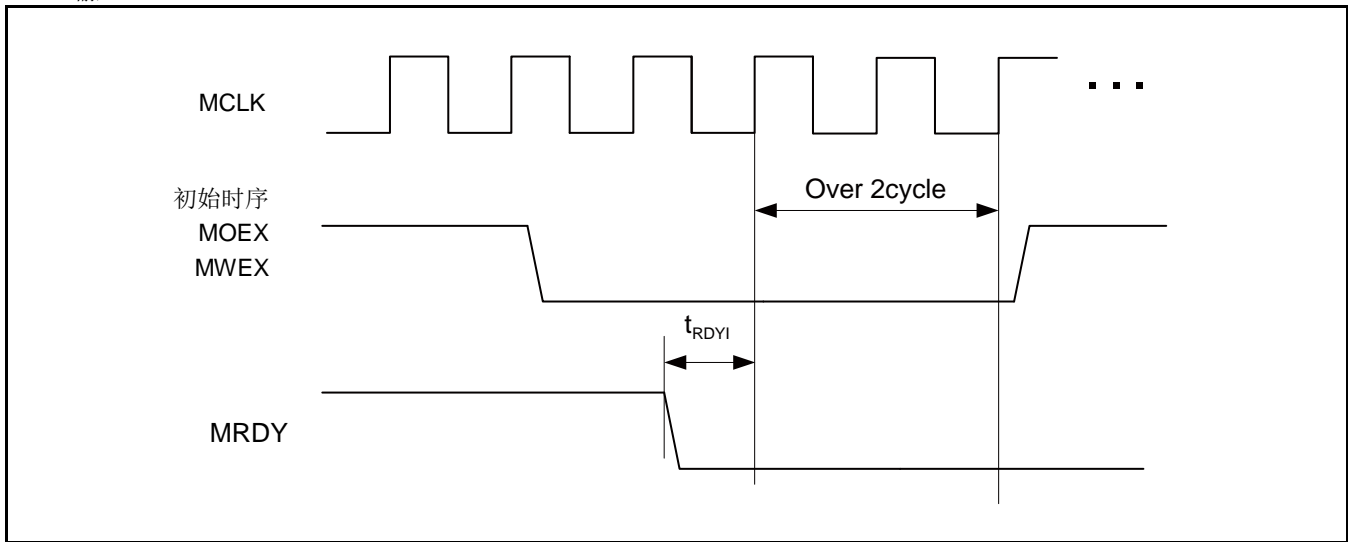 MCLK
▪ ▪ ▪
初始时序
MOEX
MWEX
Over 2cycle
tRDYI
MRDY